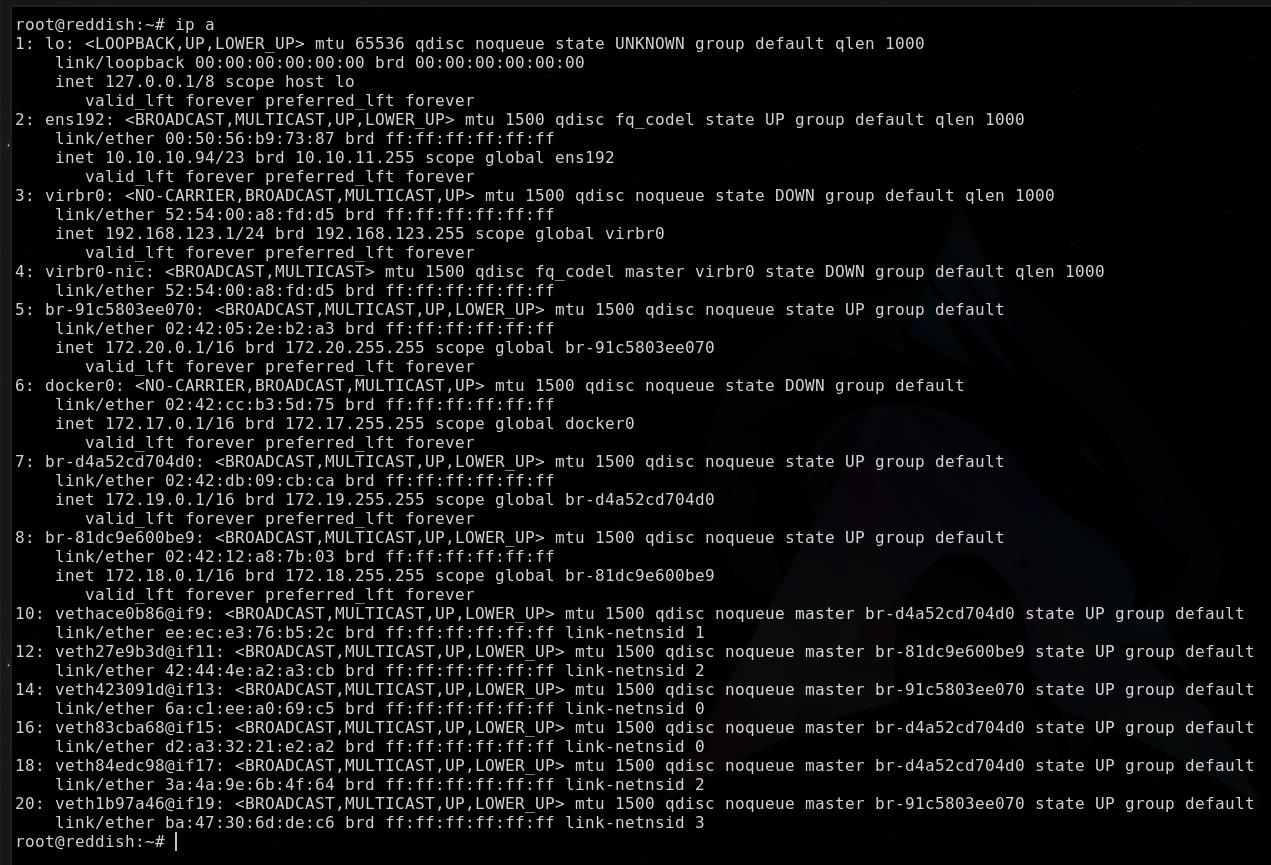 root@reddish:~# ip a
1: lo: <LOOPBACK,UP,LOWER_UP> mtu 65536 qdisc noqueue state UNKNOWN group default qlen 1000
    link/loopback 00:00:00:00:00:00 brd 00:00:00:00:00:00
    inet 127.0.0.1/8 scope host lo
       valid_lft forever preferred_lft forever
2: ens192: <BROADCAST,MULTICAST,UP,LOWER_UP> mtu 1500 qdisc fq_codel state UP group default qlen 1000
    link/ether 00:50:56:b9:73:87 brd ff:ff:ff:ff:ff:ff
    inet 10.10.10.94/23 brd 10.10.11.255 scope global ens192
       valid_lft forever preferred_lft forever
3: virbr0: <NO-CARRIER,BROADCAST,MULTICAST,UP> mtu 1500 qdisc noqueue state DOWN group default qlen 1000
    link/ether 52:54:00:a8:fd:d5 brd ff:ff:ff:ff:ff:ff
    inet 192.168.123.1/24 brd 192.168.123.255 scope global virbr0
       valid_lft forever preferred_lft forever
4: virbr0-nic: <BROADCAST,MULTICAST> mtu 1500 qdisc fq_codel master virbr0 state DOWN group default qlen 1000
    link/ether 52:54:00:a8:fd:d5 brd ff:ff:ff:ff:ff:ff
5: br-91c5803ee070: <BROADCAST,MULTICAST,UP,LOWER_UP> mtu 1500 qdisc noqueue state UP group default
    link/ether 02:42:05:2e:b2:a3 brd ff:ff:ff:ff:ff:ff
    inet 172.20.0.1/16 brd 172.20.255.255 scope global br-91c5803ee070
       valid_lft forever preferred_lft forever
6: docker0: <NO-CARRIER,BROADCAST,MULTICAST,UP> mtu 1500 qdisc noqueue state DOWN group default
    link/ether 02:42:cc:b3:5d:75 brd ff:ff:ff:ff:ff:ff
    inet 172.17.0.1/16 brd 172.17.255.255 scope global docker0
       valid_lft forever preferred_lft forever
7: br-d4a52cd704d0: <BROADCAST,MULTICAST,UP,LOWER_UP> mtu 1500 qdisc noqueue state UP group default
    link/ether 02:42:db:09:cb:ca brd ff:ff:ff:ff:ff:ff
    inet 172.19.0.1/16 brd 172.19.255.255 scope global br-d4a52cd704d0
       valid_lft forever preferred_lft forever
8: br-81dc9e600be9: <BROADCAST,MULTICAST,UP,LOWER_UP> mtu 1500 qdisc noqueue state UP group default
    link/ether 02:42:12:a8:7b:03 brd ff:ff:ff:ff:ff:ff
    inet 172.18.0.1/16 brd 172.18.255.255 scope global br-81dc9e600be9
       valid_lft forever preferred_lft forever
10: vethace0b86@if9: <BROADCAST,MULTICAST,UP,LOWER_UP> mtu 1500 qdisc noqueue master br-d4a52cd704d0 state UP group default
    link/ether ee:ec:e3:76:b5:2c brd ff:ff:ff:ff:ff:ff link-netnsid 1
12: veth27e9b3d@if11: <BROADCAST,MULTICAST,UP,LOWER_UP> mtu 1500 qdisc noqueue master br-81dc9e600be9 state UP group default
    link/ether 42:44:4e:a2:a3:cb brd ff:ff:ff:ff:ff:ff link-netnsid 2
14: veth423091d@if13: <BROADCAST,MULTICAST,UP,LOWER_UP> mtu 1500 qdisc noqueue master br-91c5803ee070 state UP group default
    link/ether 6a:c1:ee:a0:69:c5 brd ff:ff:ff:ff:ff:ff link-netnsid 0
16: veth83cba68@if15: <BROADCAST,MULTICAST,UP,LOWER_UP> mtu 1500 qdisc noqueue master br-d4a52cd704d0 state UP group default
    link/ether d2:a3:32:21:e2:a2 brd ff:ff:ff:ff:ff:ff link-netnsid 0
18: veth84edc98@if17: <BROADCAST,MULTICAST,UP,LOWER_UP> mtu 1500 qdisc noqueue master br-d4a52cd704d0 state UP group default
    link/ether 3a:4a:9e:6b:4f:64 brd ff:ff:ff:ff:ff:ff link-netnsid 2
20: veth1b97a46@if19: <BROADCAST,MULTICAST,UP,LOWER_UP> mtu 1500 qdisc noqueue master br-91c5803ee070 state UP group default
    link/ether ba:47:30:6d:de:c6 brd ff:ff:ff:ff:ff:ff link-netnsid 3
root@reddish:~#